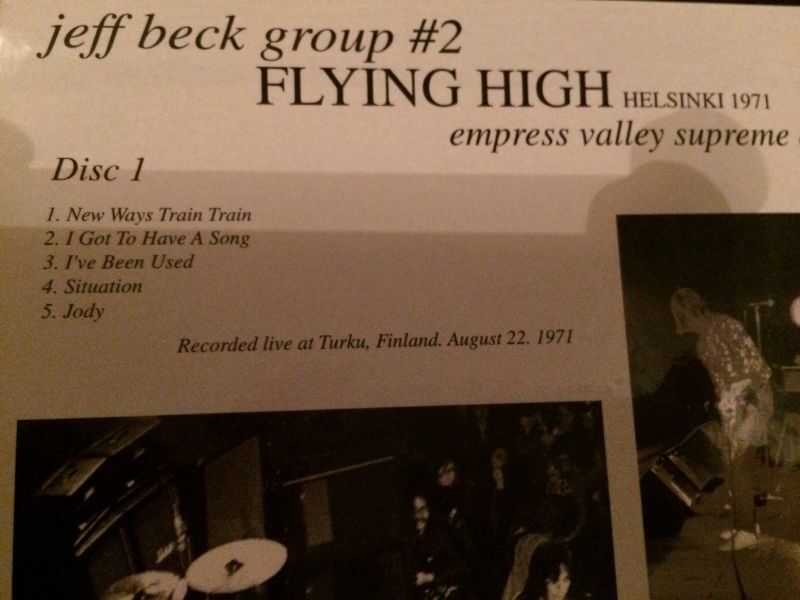 jeff beck group #2
FLYING HIGH HELSINKI 1971
empress valley supreme
Disc 1
1. New Ways Train Train
2. I Got To Have A Song
3. I've Been Used
4. Situation
5. Jody
Recorded live at Turku, Finland. August 22. 1971